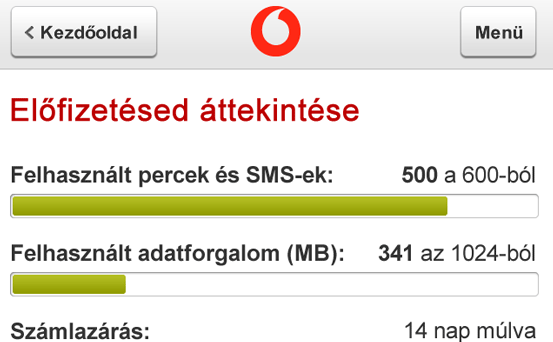 Kezdőoldal
Menü
Előfizetésed áttekintése
Felhasznált percek és SMS-ek: 500 a 600-ból
Felhasznált adatforgalom (MB): 341 az 1024-ból
Számlazárás: 14 nap múlva